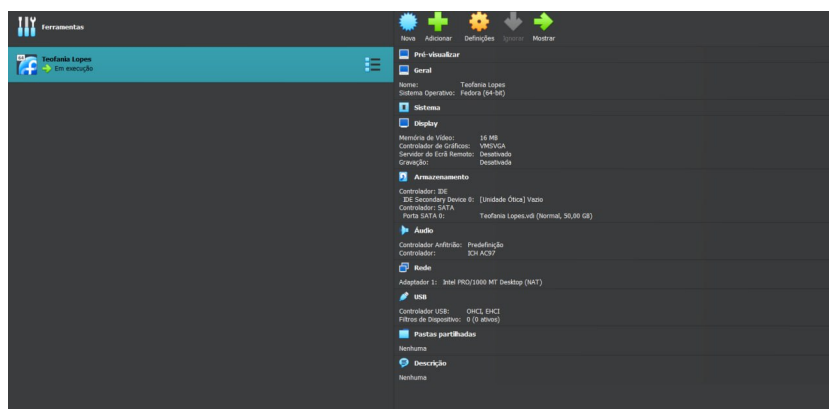 Ferramentas
64
Teofania Lopes
Em execução
Nova Adicionar Definições Ignorar Mostrar
Pré-visualizar
Geral
Nome: Teofania Lopes
Sistema Operativo: Fedora (64-bit)
Sistema
Display
Memória de Vídeo: 16 MB
Controlador de Gráficos: VMSVGA
Servidor do Ecrã Remoto: Desativado
Gravação: Desativada
Armazenamento
Controlador: IDE
IDE Secondary Device 0: [Unidade Ótica] Vazio
Controlador: SATA
Porta SATA 0: Teofania Lopes.vdi (Normal, 50,00 GB)
Áudio
Controlador Anfitrião: Predefinição
Controlador: ICH AC97
Rede
Adaptador 1: Intel PRO/1000 MT Desktop (NAT)
USB
Controlador USB: OHCI, EHCI
Filtros de Dispositivo: 0 (0 ativos)
Pastas partilhadas
Nenhuma
Descrição
Nenhuma